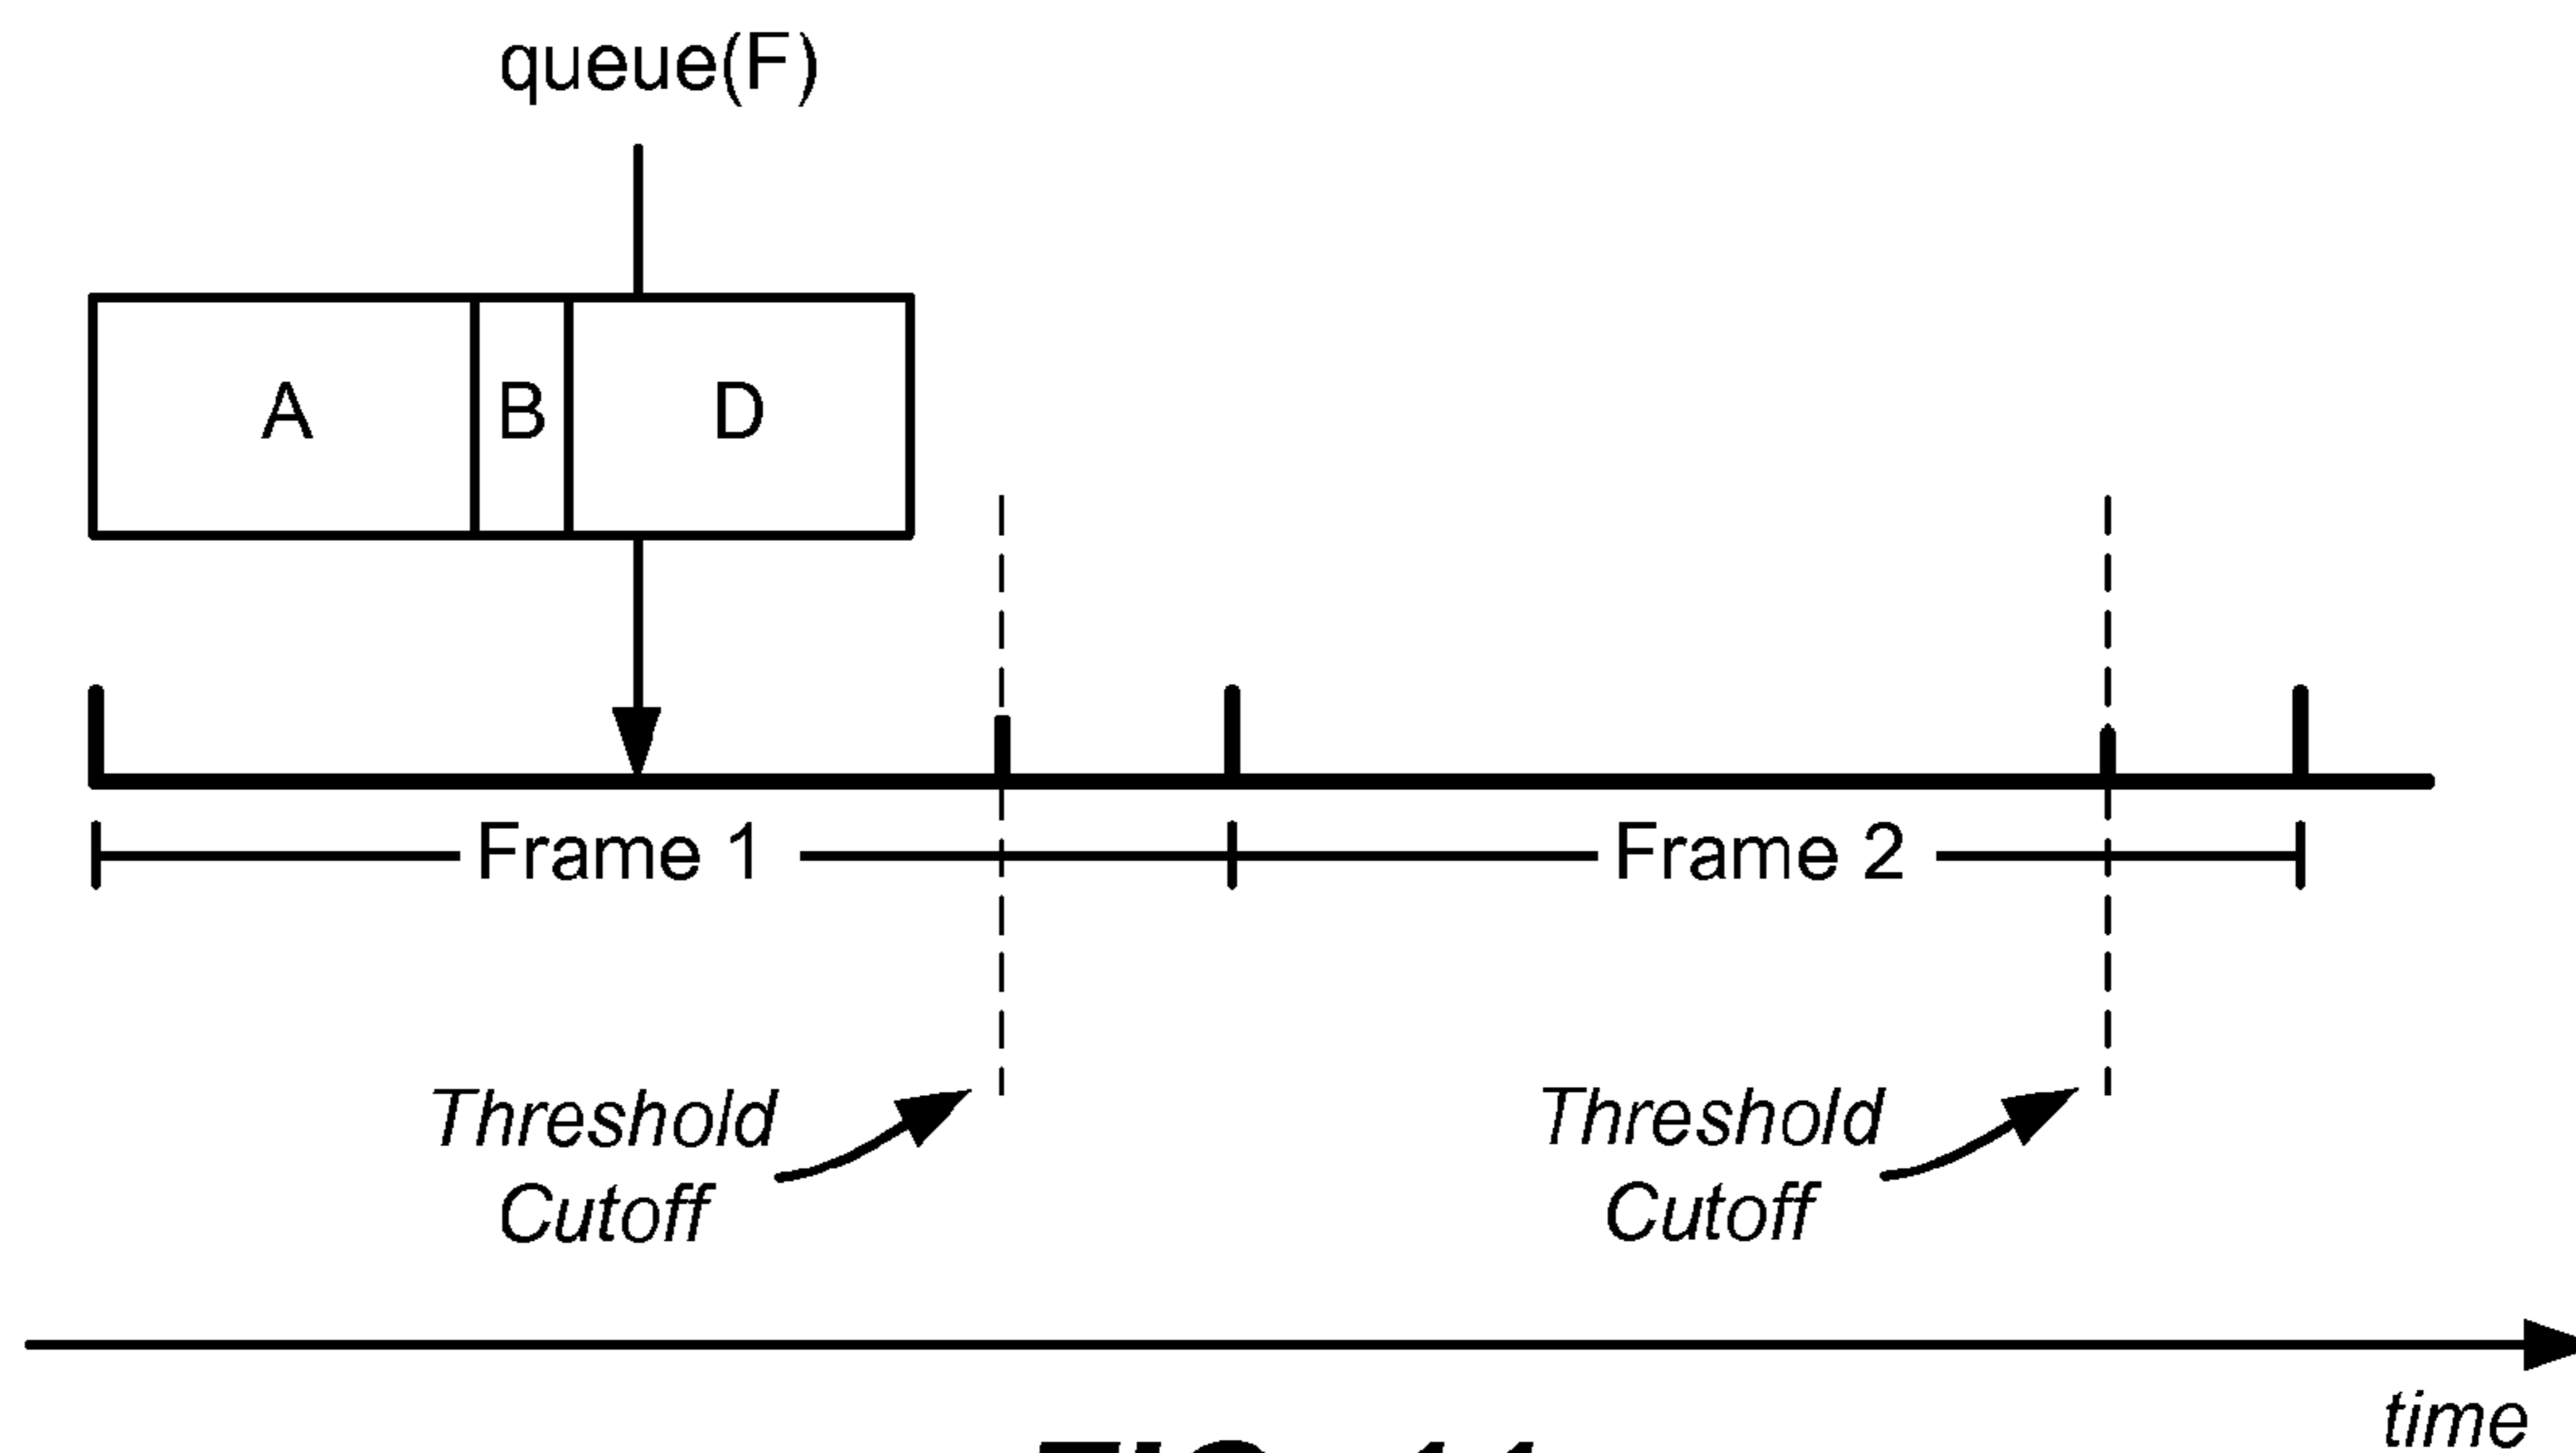 queue(F)
A B D
Frame 1 Frame 2
Threshold Cutoff
Threshold Cutoff
time